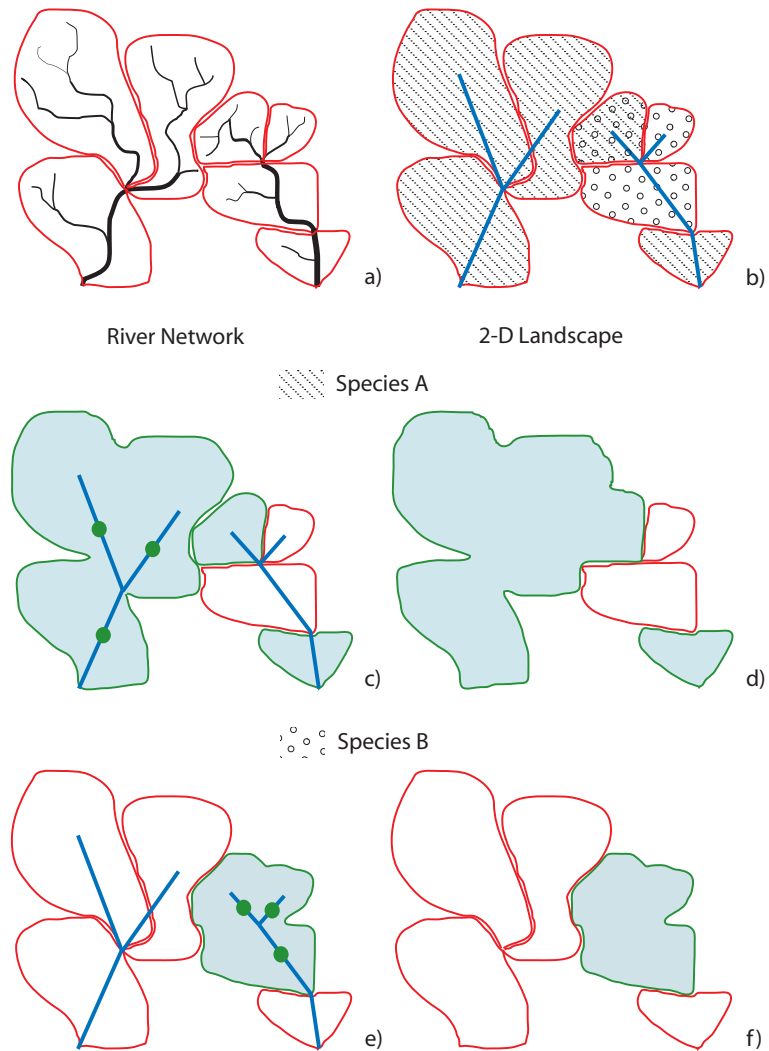 a)
b)
River Network
2-D Landscape
Species A
c)
d)
Species B
e)
f)